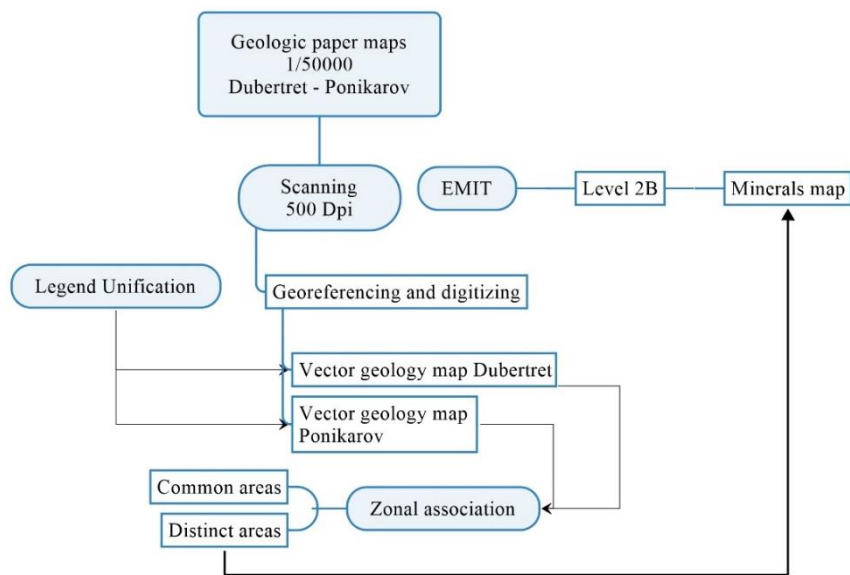 Geologic paper maps
1/50000
Dubertret - Ponikarov
Scanning
500 Dpi
EMIT
Level 2B
Minerals map
Legend Unification
Georeferencing and digitizing
Vector geology map Dubertret
Vector geology map
Ponikarov
Common areas
Zonal association
Distinct areas